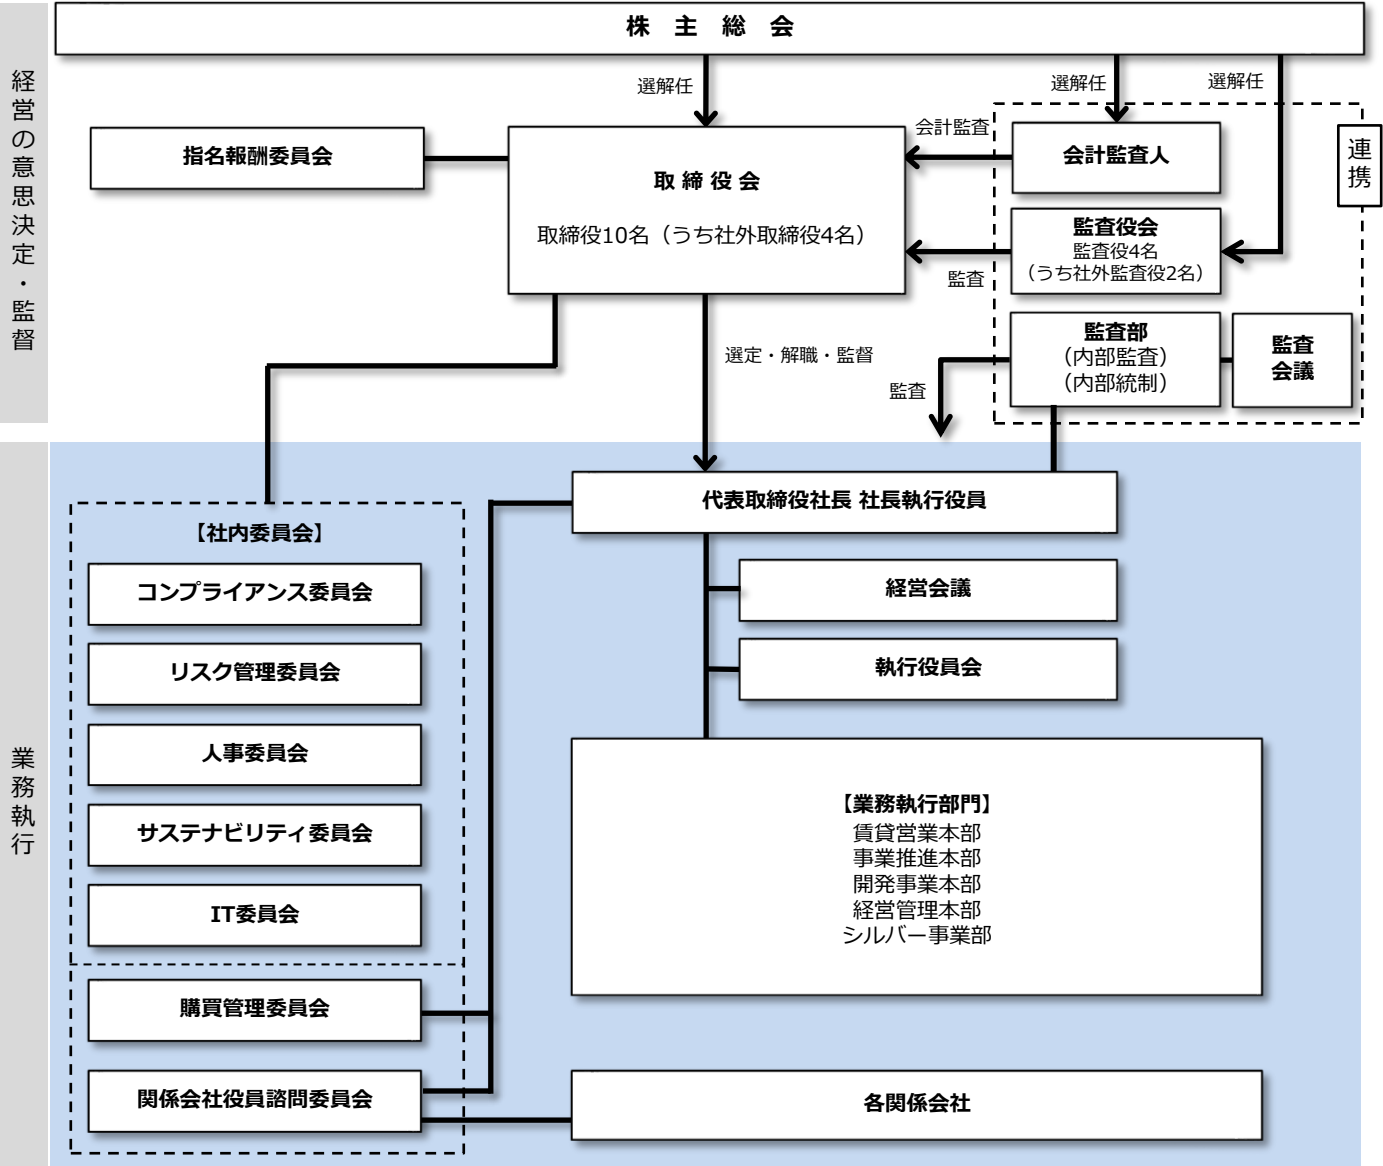 株 主 総 会
経営の意思決定・監督
選解任
選解任
選解任
指名報酬委員会
取 締 役 会
取締役10名（うち社外取締役4名）
会計監査
会計監査人
連携
監査役会
監査役4名
（うち社外監査役2名）
監査
監査部
（内部監査）
（内部統制）
監査
会議
選定・解職・監督
監査
業務執行
代表取締役社長 社長執行役員
【社内委員会】
コンプライアンス委員会
リスク管理委員会
人事委員会
サステナビリティ委員会
IT委員会
購買管理委員会
関係会社役員諮問委員会
経営会議
執行役員会
【業務執行部門】
賃貸営業本部
事業推進本部
開発事業本部
経営管理本部
シルバー事業部
各関係会社